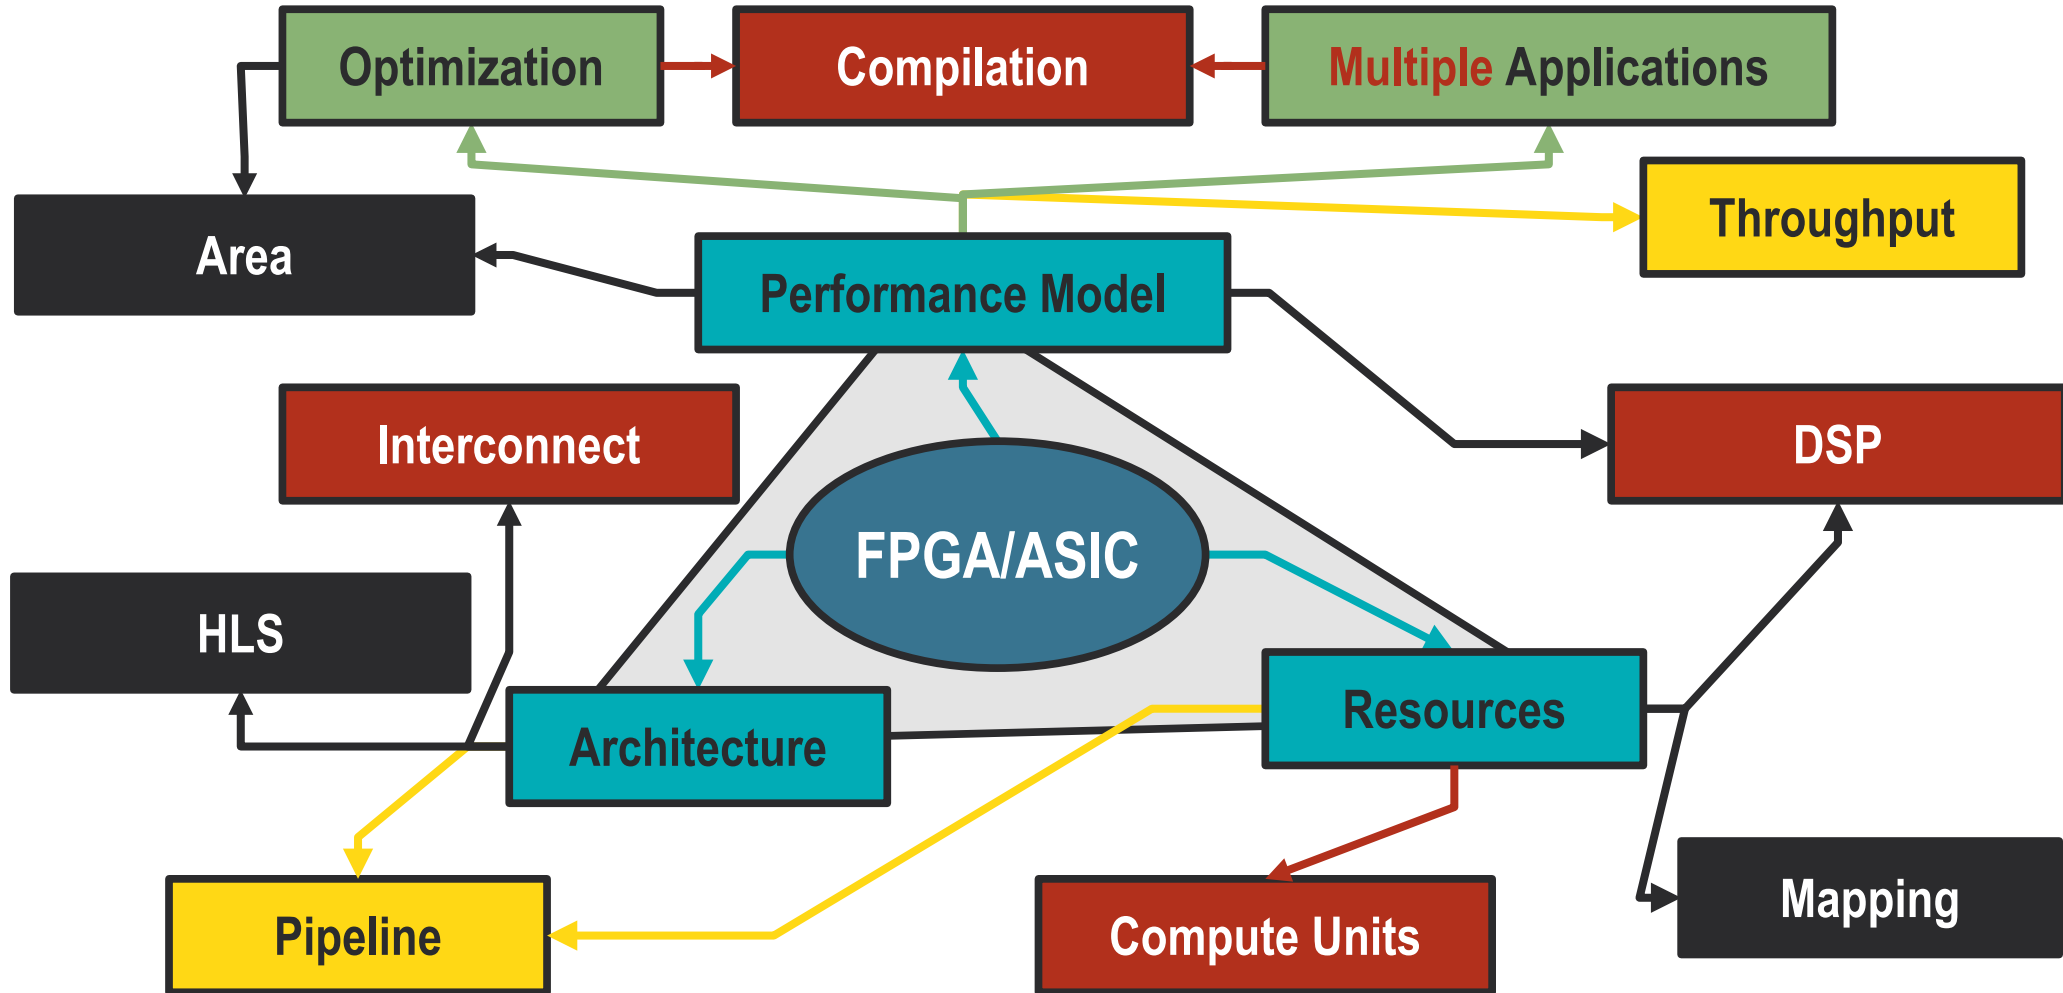 Optimization
Compilation
Multiple Applications
Throughput
Area
Performance Model
Interconnect
DSP
FPGA/ASIC
HLS
Resources
Architecture
Mapping
Pipeline
Compute Units